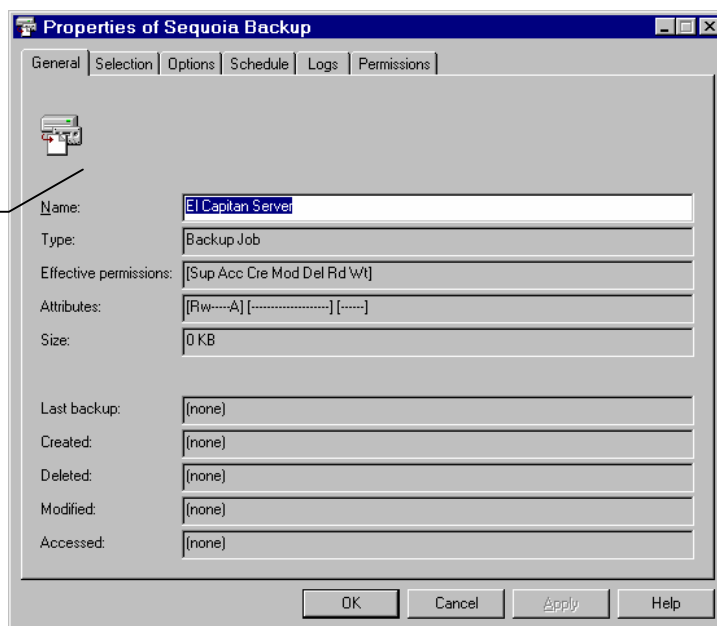 Properties of Sequoia Backup
General Selection Options Schedule Logs Permissions
Name: El Capitan Server
Type: Backup Job
Effective permissions: [Sup Acc Cre Mod Del Rd Wt]
Attributes: [Rw-----A] [--------------------] [------]
Size: 0 KB
Last backup: (none)
Created: (none)
Deleted: (none)
Modified: (none)
Accessed: (none)
OK Cancel Apply Help